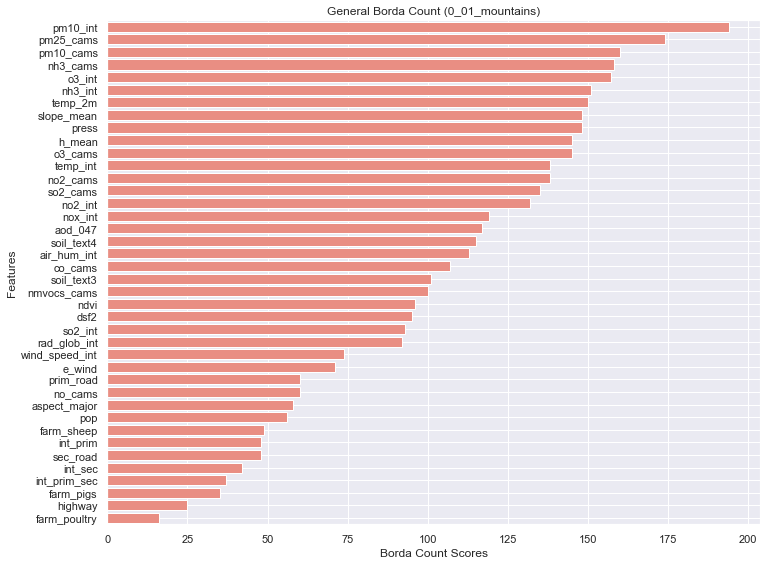 General Borda Count (0_01_mountains)
pm10_int
pm25_cams
pm10_cams
nh3_cams
o3_int
nh3_int
temp_2m
slope_mean
press
h_mean
o3_cams
temp_int
no2_cams
so2_cams
no2_int
nox_int
aod_047
soil_text4
air_hum_int
co_cams
soil_text3
nmvocs_cams
ndvi
dsf2
so2_int
rad_glob_int
wind_speed_int
e_wind
prim_road
no_cams
aspect_major
pop
farm_sheep
int_prim
sec_road
int_sec
int_prim_sec
farm_pigs
highway
farm_poultry
Features
0 25 50 75 100 125 150 175 200
Borda Count Scores